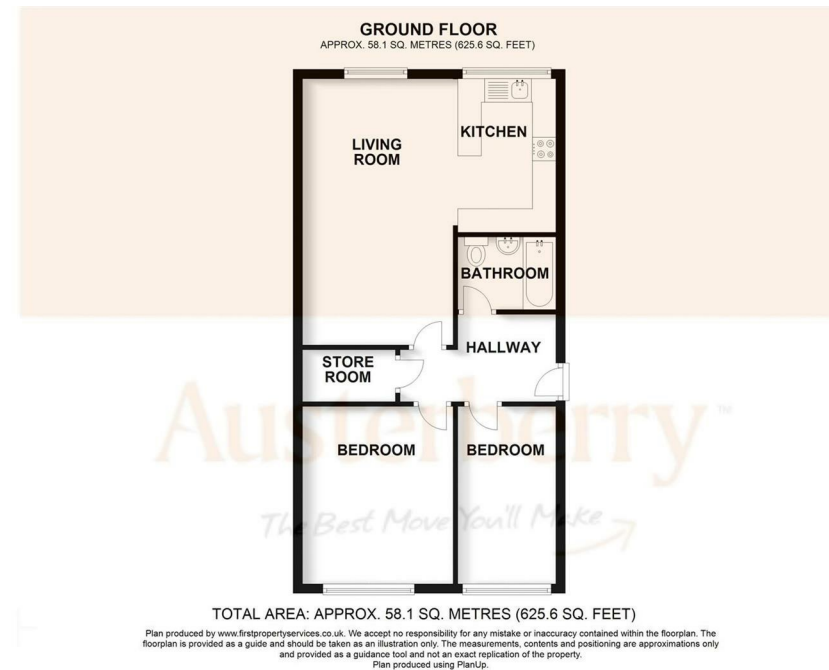 GROUND FLOOR
APPROX. 58.1 SQ. METRES (625.6 SQ. FEET)
LIVING
ROOM
KITCHEN
BATHROOM
HALLWAY
STORE
ROOM
BEDROOM
BEDROOM
Austerberry™
The Best Move You'll Make
TOTAL AREA: APPROX. 58.1 SQ. METRES (625.6 SQ. FEET)
Plan produced by www.firstpropertyservices.co.uk. We accept no responsibility for any mistake or inaccuracy contained within the floorplan. The
floorplan is provided as a guide and should be taken as an illustration only. The measurements, contents and positioning are approximations only
and provided as a guidance tool and not an exact replication of the property.
Plan produced using PlanUp.